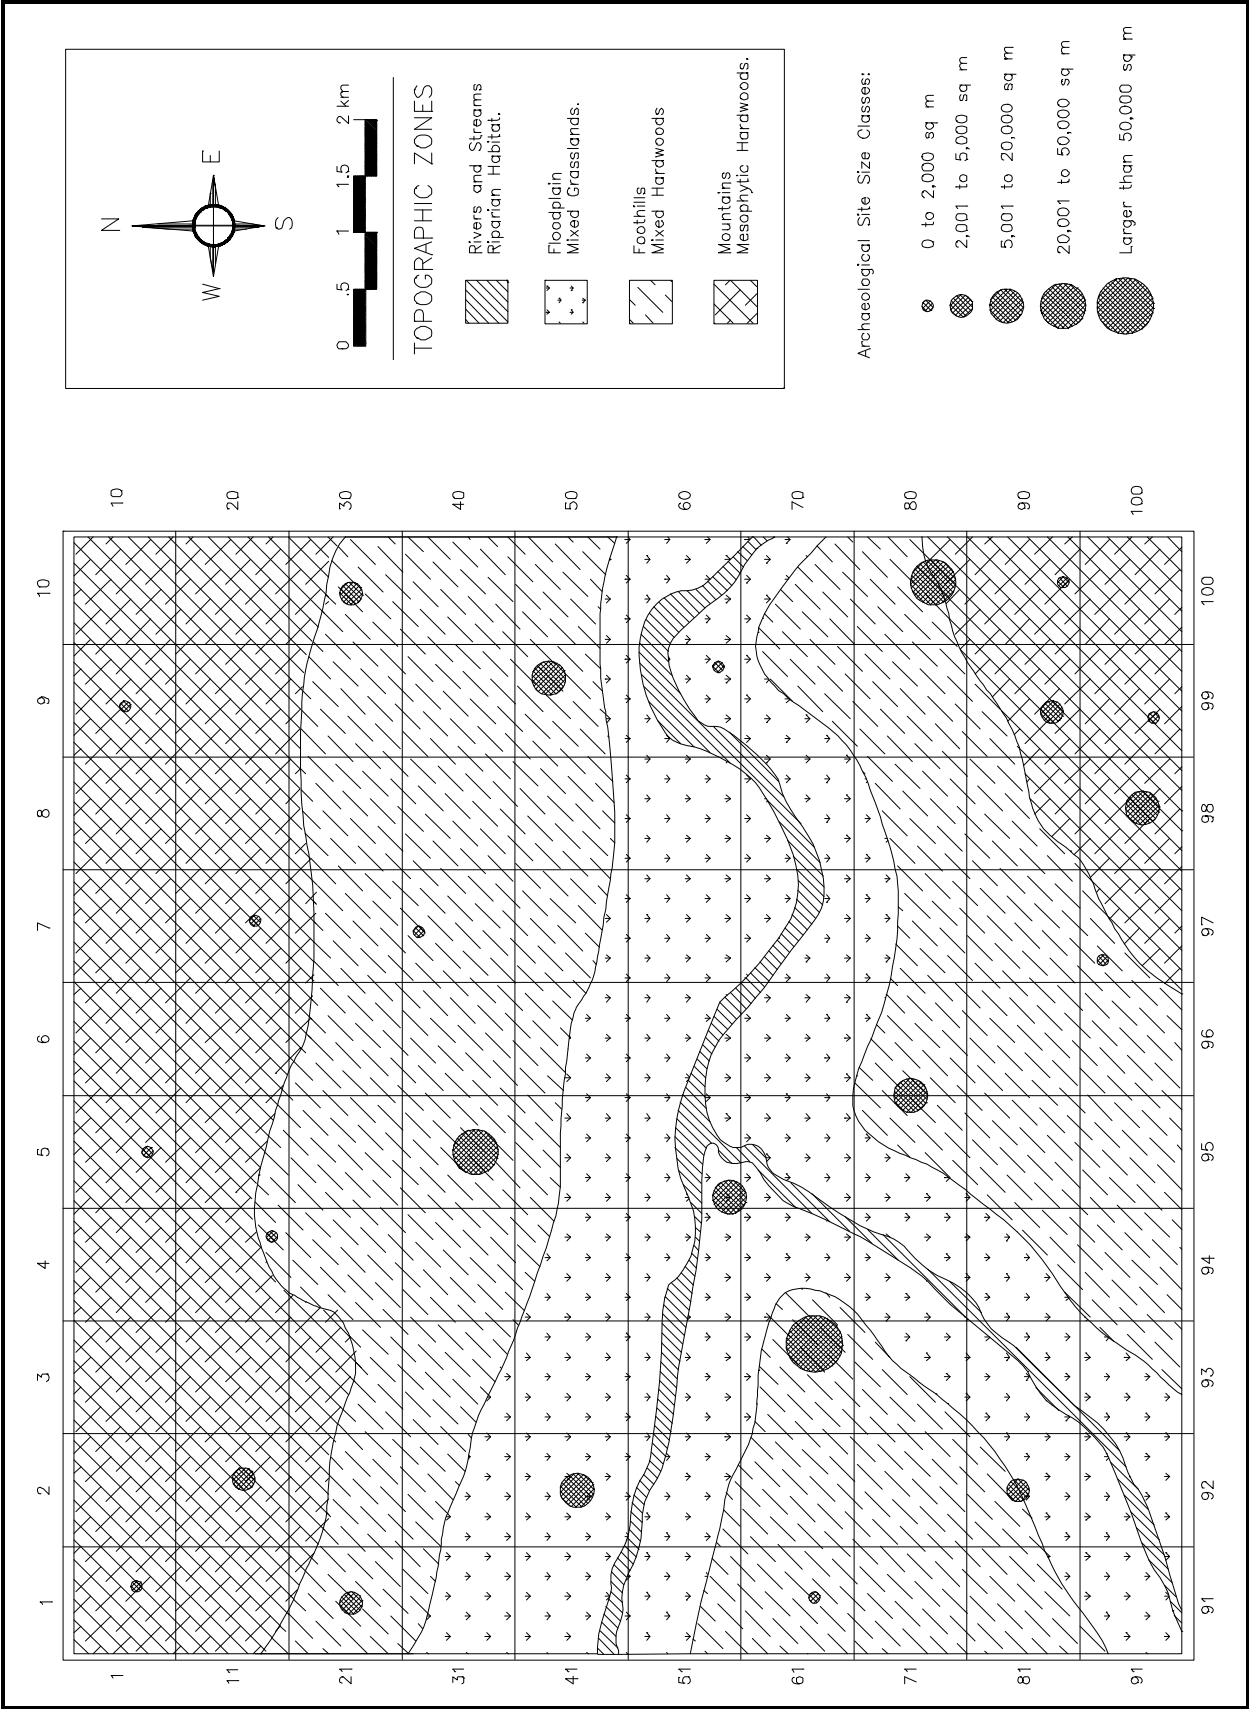 N
W
E
S
0 .5 1 1.5 2 km
TOPOGRAPHIC ZONES
Rivers and Streams
Riparian Habitat.
Floodplain
Mixed Grasslands.
Foothills
Mixed Hardwoods
Mountains
Mesophytic Hardwoods.
Archaeological Site Size Classes:
0 to 2,000 sq m
2,001 to 5,000 sq m
5,001 to 20,000 sq m
20,001 to 50,000 sq m
Larger than 50,000 sq m
10 20 30 40 50 60 70 80 90 100
1 2 3 4 5 6 7 8 9 10
91 92 93 94 95 96 97 98 99 100
1 11 21 31 41 51 61 71 81 91